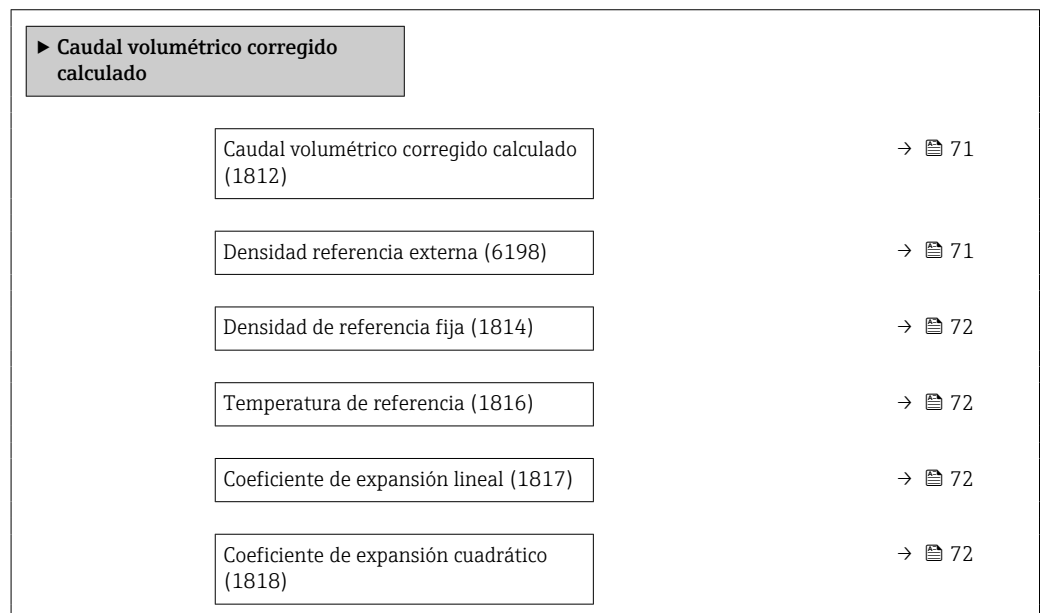 ▶ Caudal volumétrico corregido
calculado
Caudal volumétrico corregido calculado → 71
(1812)
Densidad referencia externa (6198) → 71
Densidad de referencia fija (1814) → 72
Temperatura de referencia (1816) → 72
Coeficiente de expansión lineal (1817) → 72
Coeficiente de expansión cuadrático → 72
(1818)